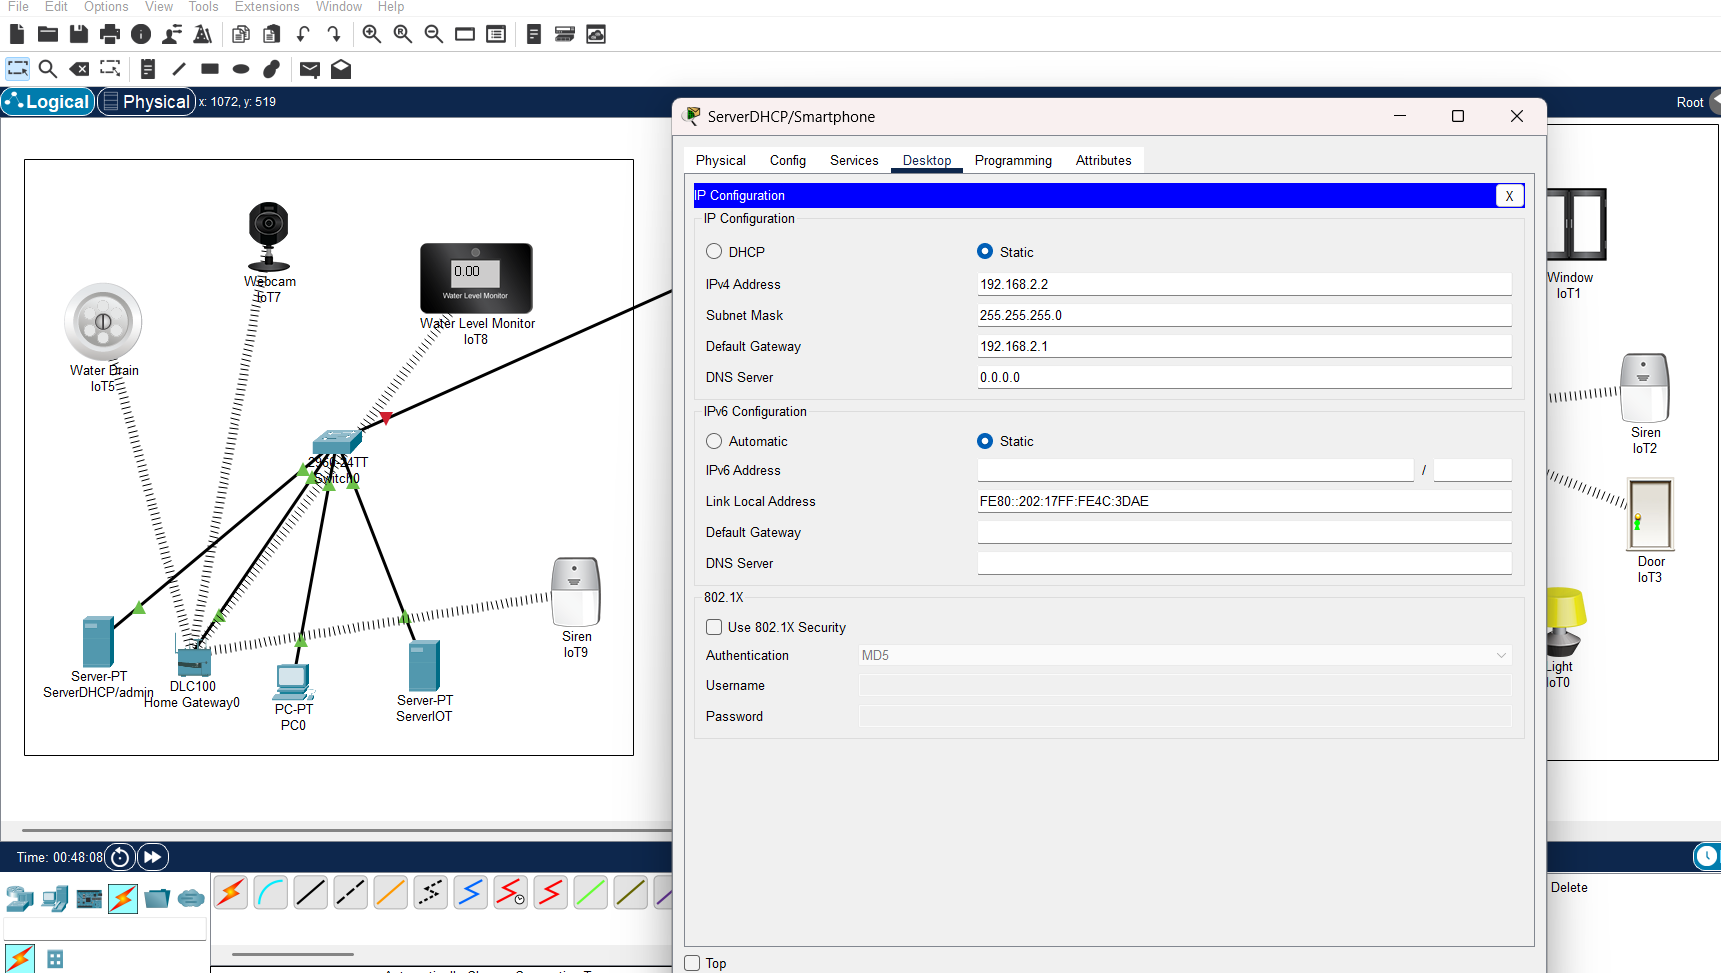 File Edit Options View Tools Extensions Window Help
Logical Physical x: 1072, y: 519
Root
ServerDHCP/Smartphone
Physical Config Services Desktop Programming Attributes
IP Configuration
X
IP Configuration
DHCP
Static
IPv4 Address
192.168.2.2
Subnet Mask
255.255.255.0
Default Gateway
192.168.2.1
DNS Server
0.0.0.0
IPv6 Configuration
Automatic
Static
IPv6 Address
/
Link Local Address
FE80::202:17FF:FE4C:3DAE
Default Gateway
DNS Server
802.1X
Use 802.1X Security
Authentication
MD5
Username
Password
Top
Webcam
IoT7
0.00
Water Level Monitor
Water Level Monitor
IoT8
Water Drain
IoT5
2960-24TT
Switch0
Siren
IoT9
Server-PT
ServerDHCP/admin
DLC100
Home Gateway0
PC-PT
PC0
Server-PT
ServerIOT
Window
IoT1
Siren
IoT2
Door
IoT3
Light
IoT0
Time: 00:48:08
Delete